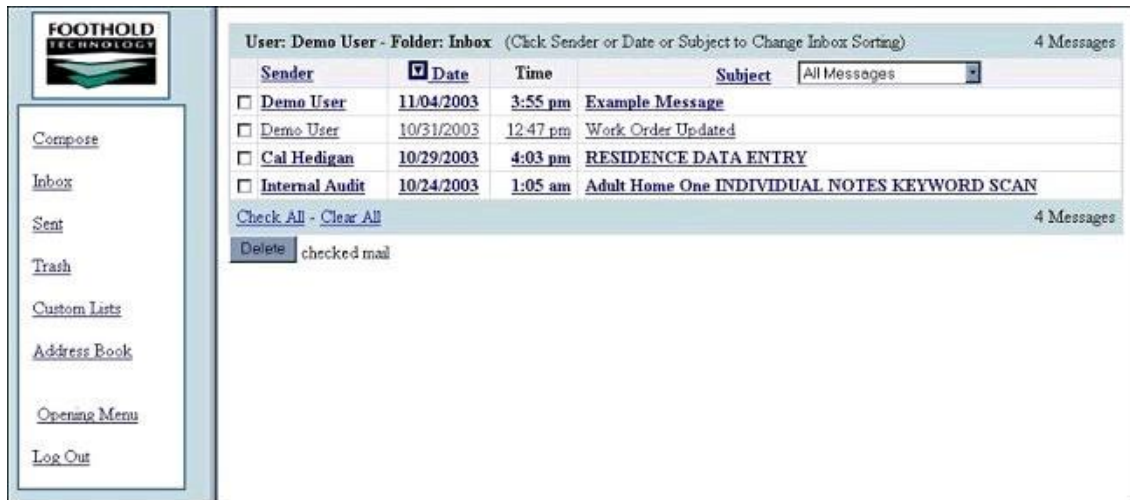 FOOTHOLD
TECHNOLOGY
Compose
Inbox
Sent
Trash
Custom Lists
Address Book
Opening Menu
Log Out
User: Demo User - Folder: Inbox (Click Sender or Date or Subject to Change Inbox Sorting) 4 Messages
Sender Date Time Subject All Messages
Demo User 11/04/2003 3:55 pm Example Message
Demo User 10/31/2003 12:47 pm Work Order Updated
Cal Hedigan 10/29/2003 4:03 pm RESIDENCE DATA ENTRY
Internal Audit 10/24/2003 1:05 am Adult Home One INDIVIDUAL NOTES KEYWORD SCAN
Check All - Clear All 4 Messages
Delete checked mail